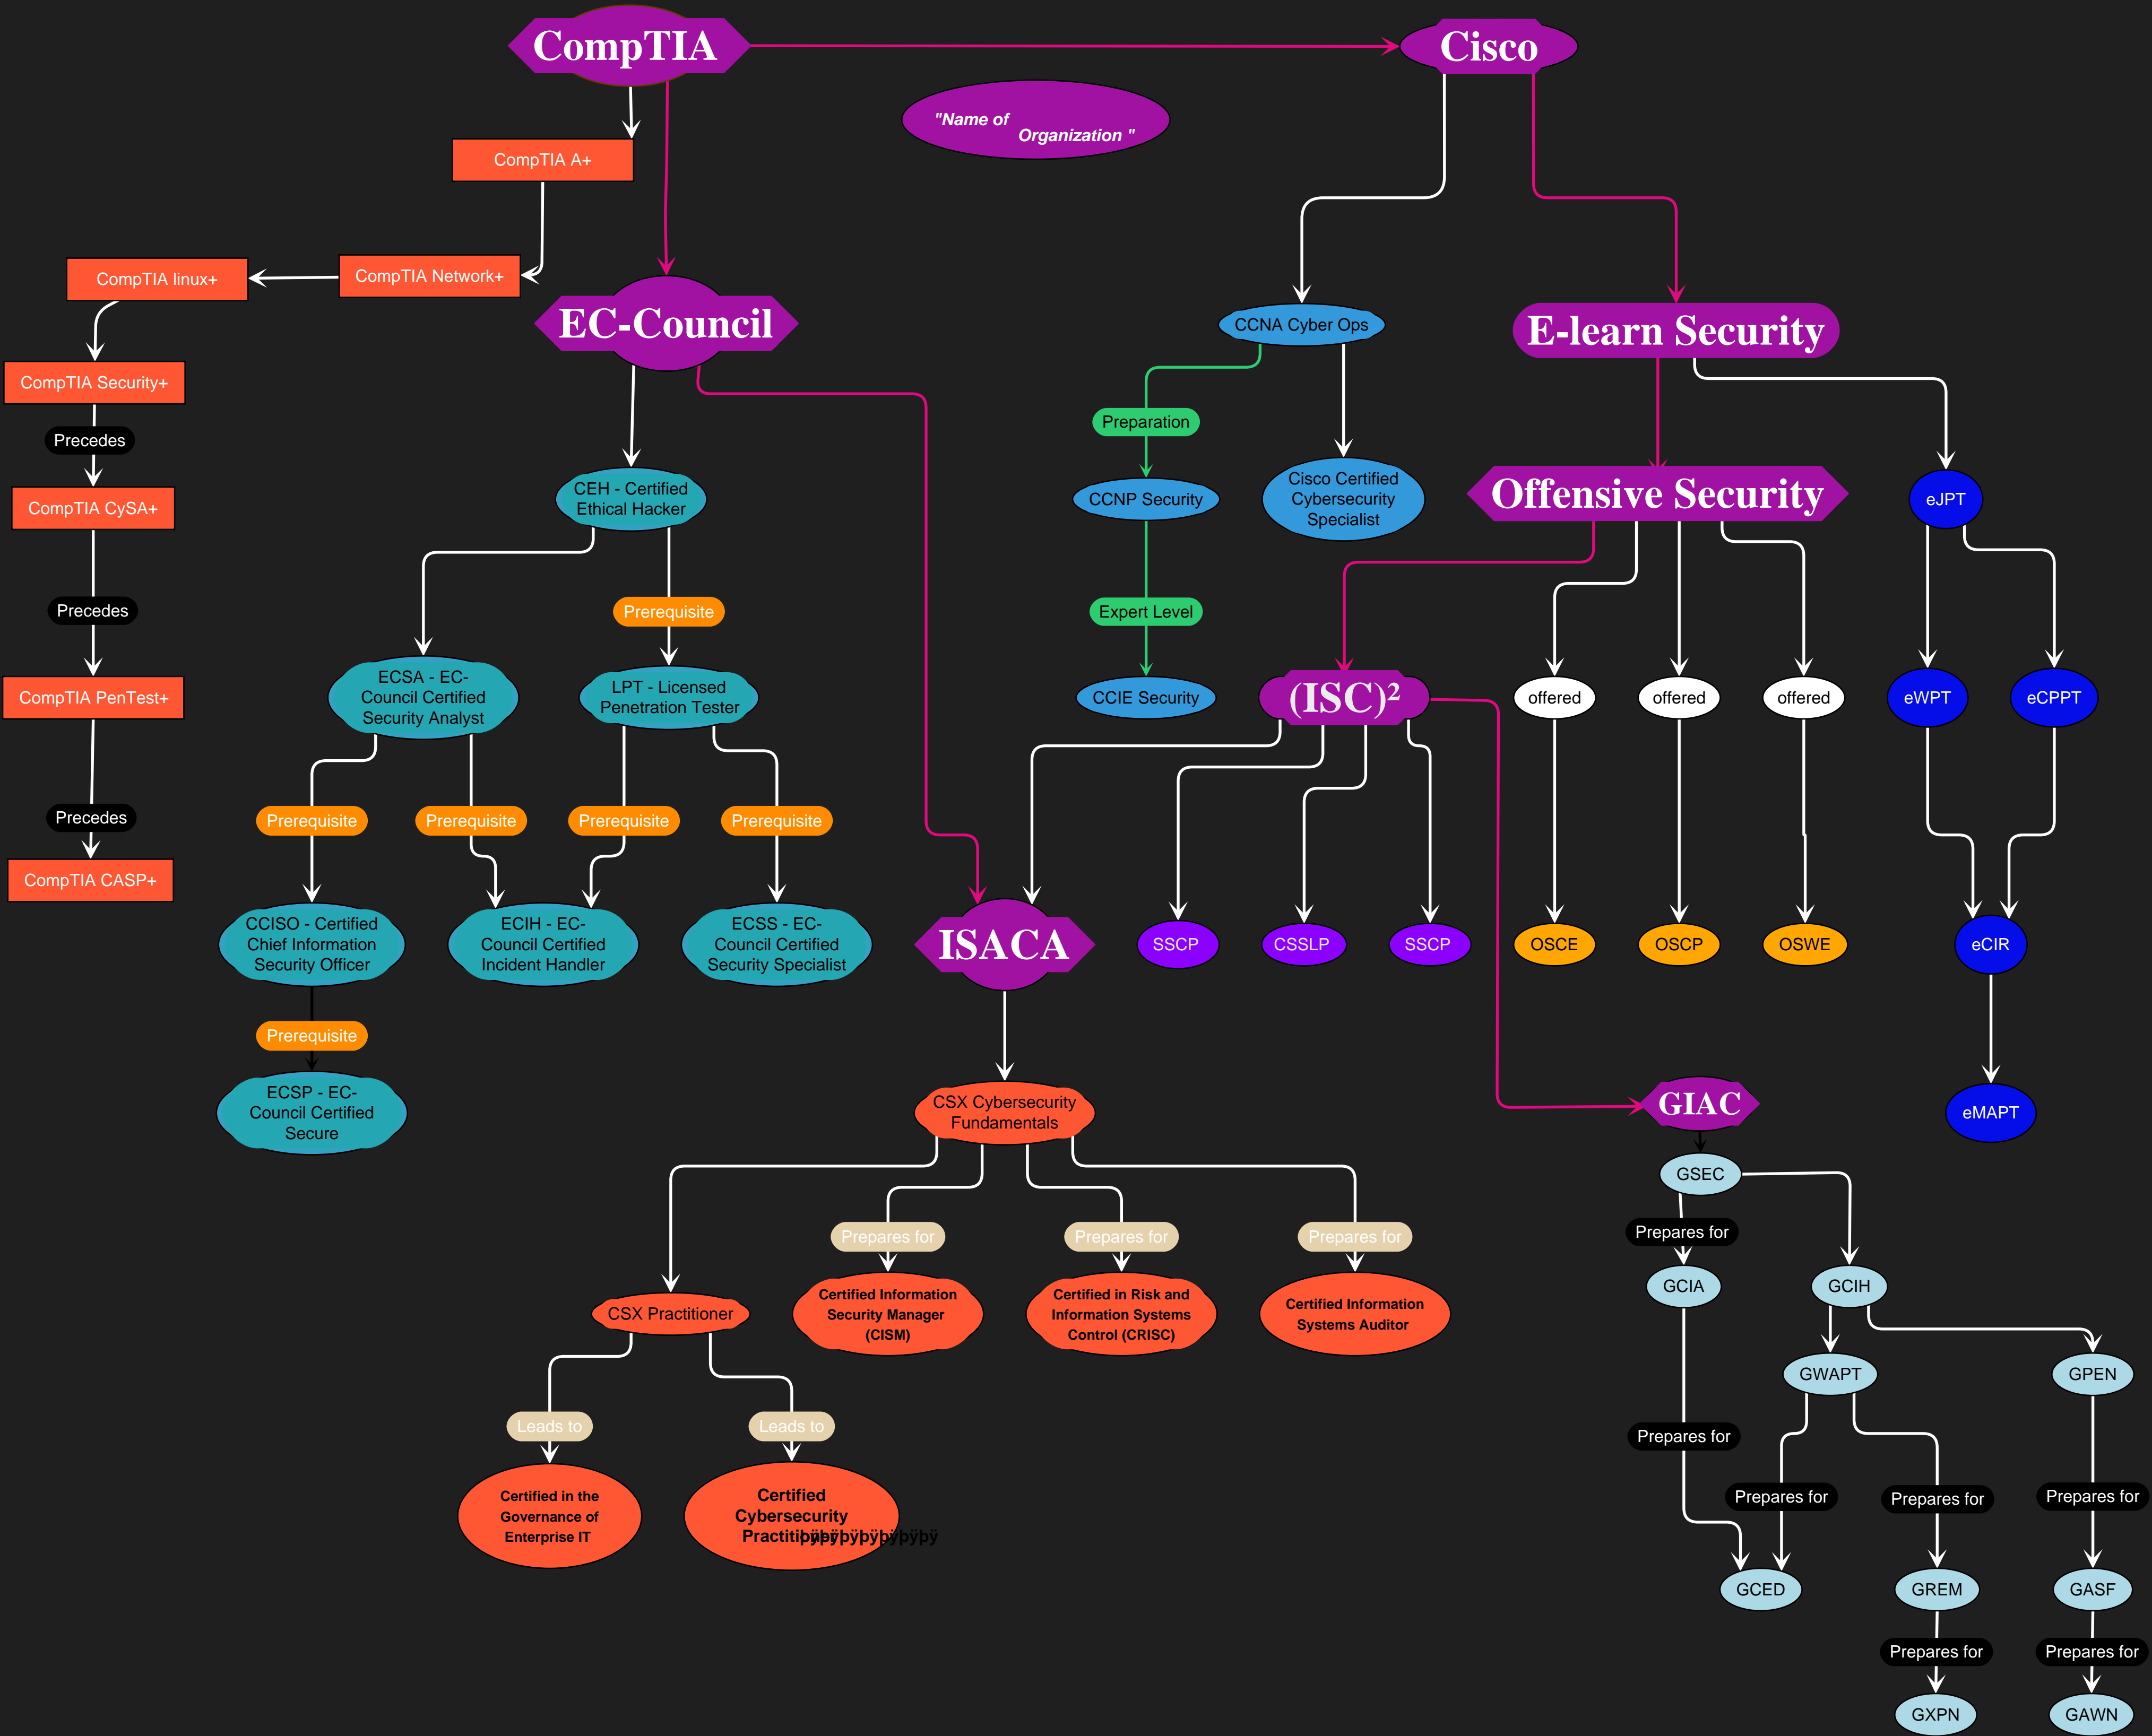 CompTIA
Cisco
"Name of
Organization "
CompTIA A+
CompTIA linux+
CompTIA Network+
EC-Council
CCNA Cyber Ops
E-learn Security
CompTIA Security+
Precedes
Preparation
CompTIA CySA+
CEH - Certified
Ethical Hacker
CCNP Security
Cisco Certified
Cybersecurity
Specialist
Offensive Security
eJPT
Precedes
Prerequisite
Expert Level
CompTIA PenTest+
ECSA - EC-
Council Certified
Security Analyst
LPT - Licensed
Penetration Tester
CCIE Security
(ISC)²
offered
offered
offered
eWPT
eCPPT
Precedes
Prerequisite
Prerequisite
Prerequisite
Prerequisite
CompTIA CASP+
CCISO - Certified
Chief Information
Security Officer
ECIH - EC-
Council Certified
Incident Handler
ECSS - EC-
Council Certified
Security Specialist
ISACA
SSCP
CSSLP
SSCP
OSCE
OSCP
OSWE
eCIR
Prerequisite
ECSP - EC-
Council Certified
Secure
CSX Cybersecurity
Fundamentals
GIAC
eMAPT
GSEC
Prepares for
Prepares for
Prepares for
Prepares for
GCIA
GCIH
CSX Practitioner
Certified Information
Security Manager
(CISM)
Certified in Risk and
Information Systems
Control (CRISC)
Certified Information
Systems Auditor
GWAPT
GPEN
Leads to
Leads to
Prepares for
Certified in the
Governance of
Enterprise IT
Certified
Cybersecurity
Prepares for
Prepares for
Prepares for
GCED
GREM
GASF
Prepares for
Prepares for
GXPN
GAWN